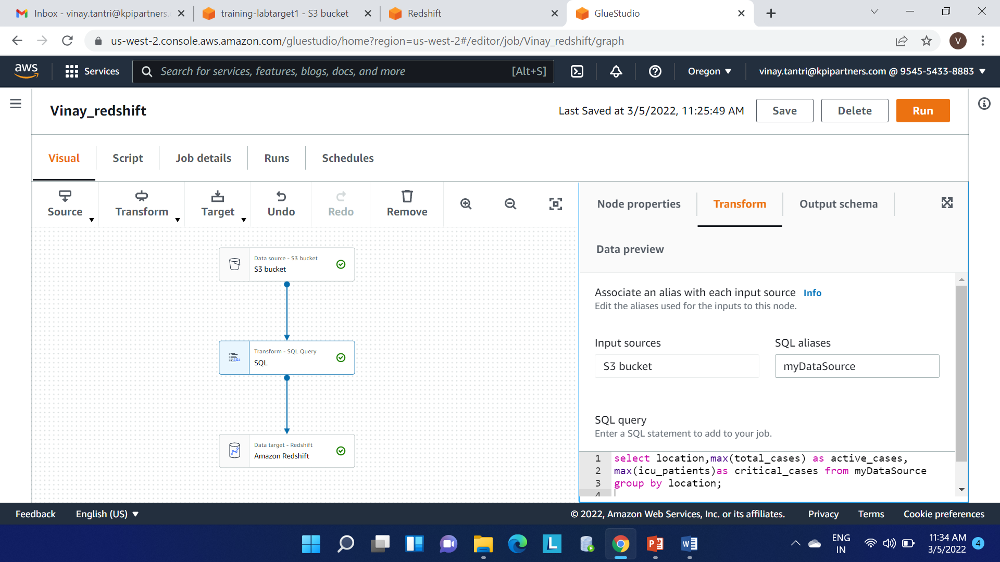 Inbox - vinay.tantri@kpipartners.
training-labtarget1 - S3 bucket
Redshift
GlueStudio
us-west-2.console.aws.amazon.com/gluestudio/home?region=us-west-2#/editor/job/Vinay_redshift/graph
V
aws
Services
Search for services, features, blogs, docs, and more
[Alt+S]
Oregon
vinay.tantri@kpipartners.com @ 9545-5433-8883
Vinay_redshift
Last Saved at 3/5/2022, 11:25:49 AM
Save
Delete
Run
Visual
Script
Job details
Runs
Schedules
Source
Transform
Target
Undo
Redo
Remove
Node properties
Transform
Output schema
Data preview
Data source - S3 bucket
S3 bucket
Transform - SQL Query
SQL
Data target - Redshift
Amazon Redshift
Associate an alias with each input source Info
Edit the aliases used for the inputs to this node.
Input sources
SQL aliases
S3 bucket
myDataSource
SQL query
Enter a SQL statement to add to your job.
1 select location,max(total_cases) as active_cases,
2 max(icu_patients)as critical_cases from myDataSource
3 group by location;
4
Feedback
English (US)
© 2022, Amazon Web Services, Inc. or its affiliates.
Privacy
Terms
Cookie preferences
ENG
IN
11:34 AM
3/5/2022
4